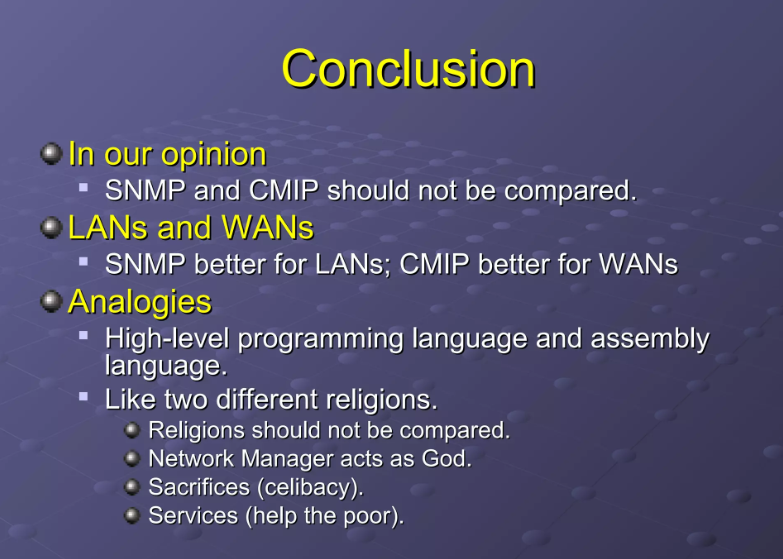 Conclusion
In our opinion
SNMP and CMIP should not be compared.
LANs and WANs
SNMP better for LANs; CMIP better for WANs
Analogies
High-level programming language and assembly
language.
Like two different religions.
Religions should not be compared.
Network Manager acts as God.
Sacrifices (celibacy).
Services (help the poor).